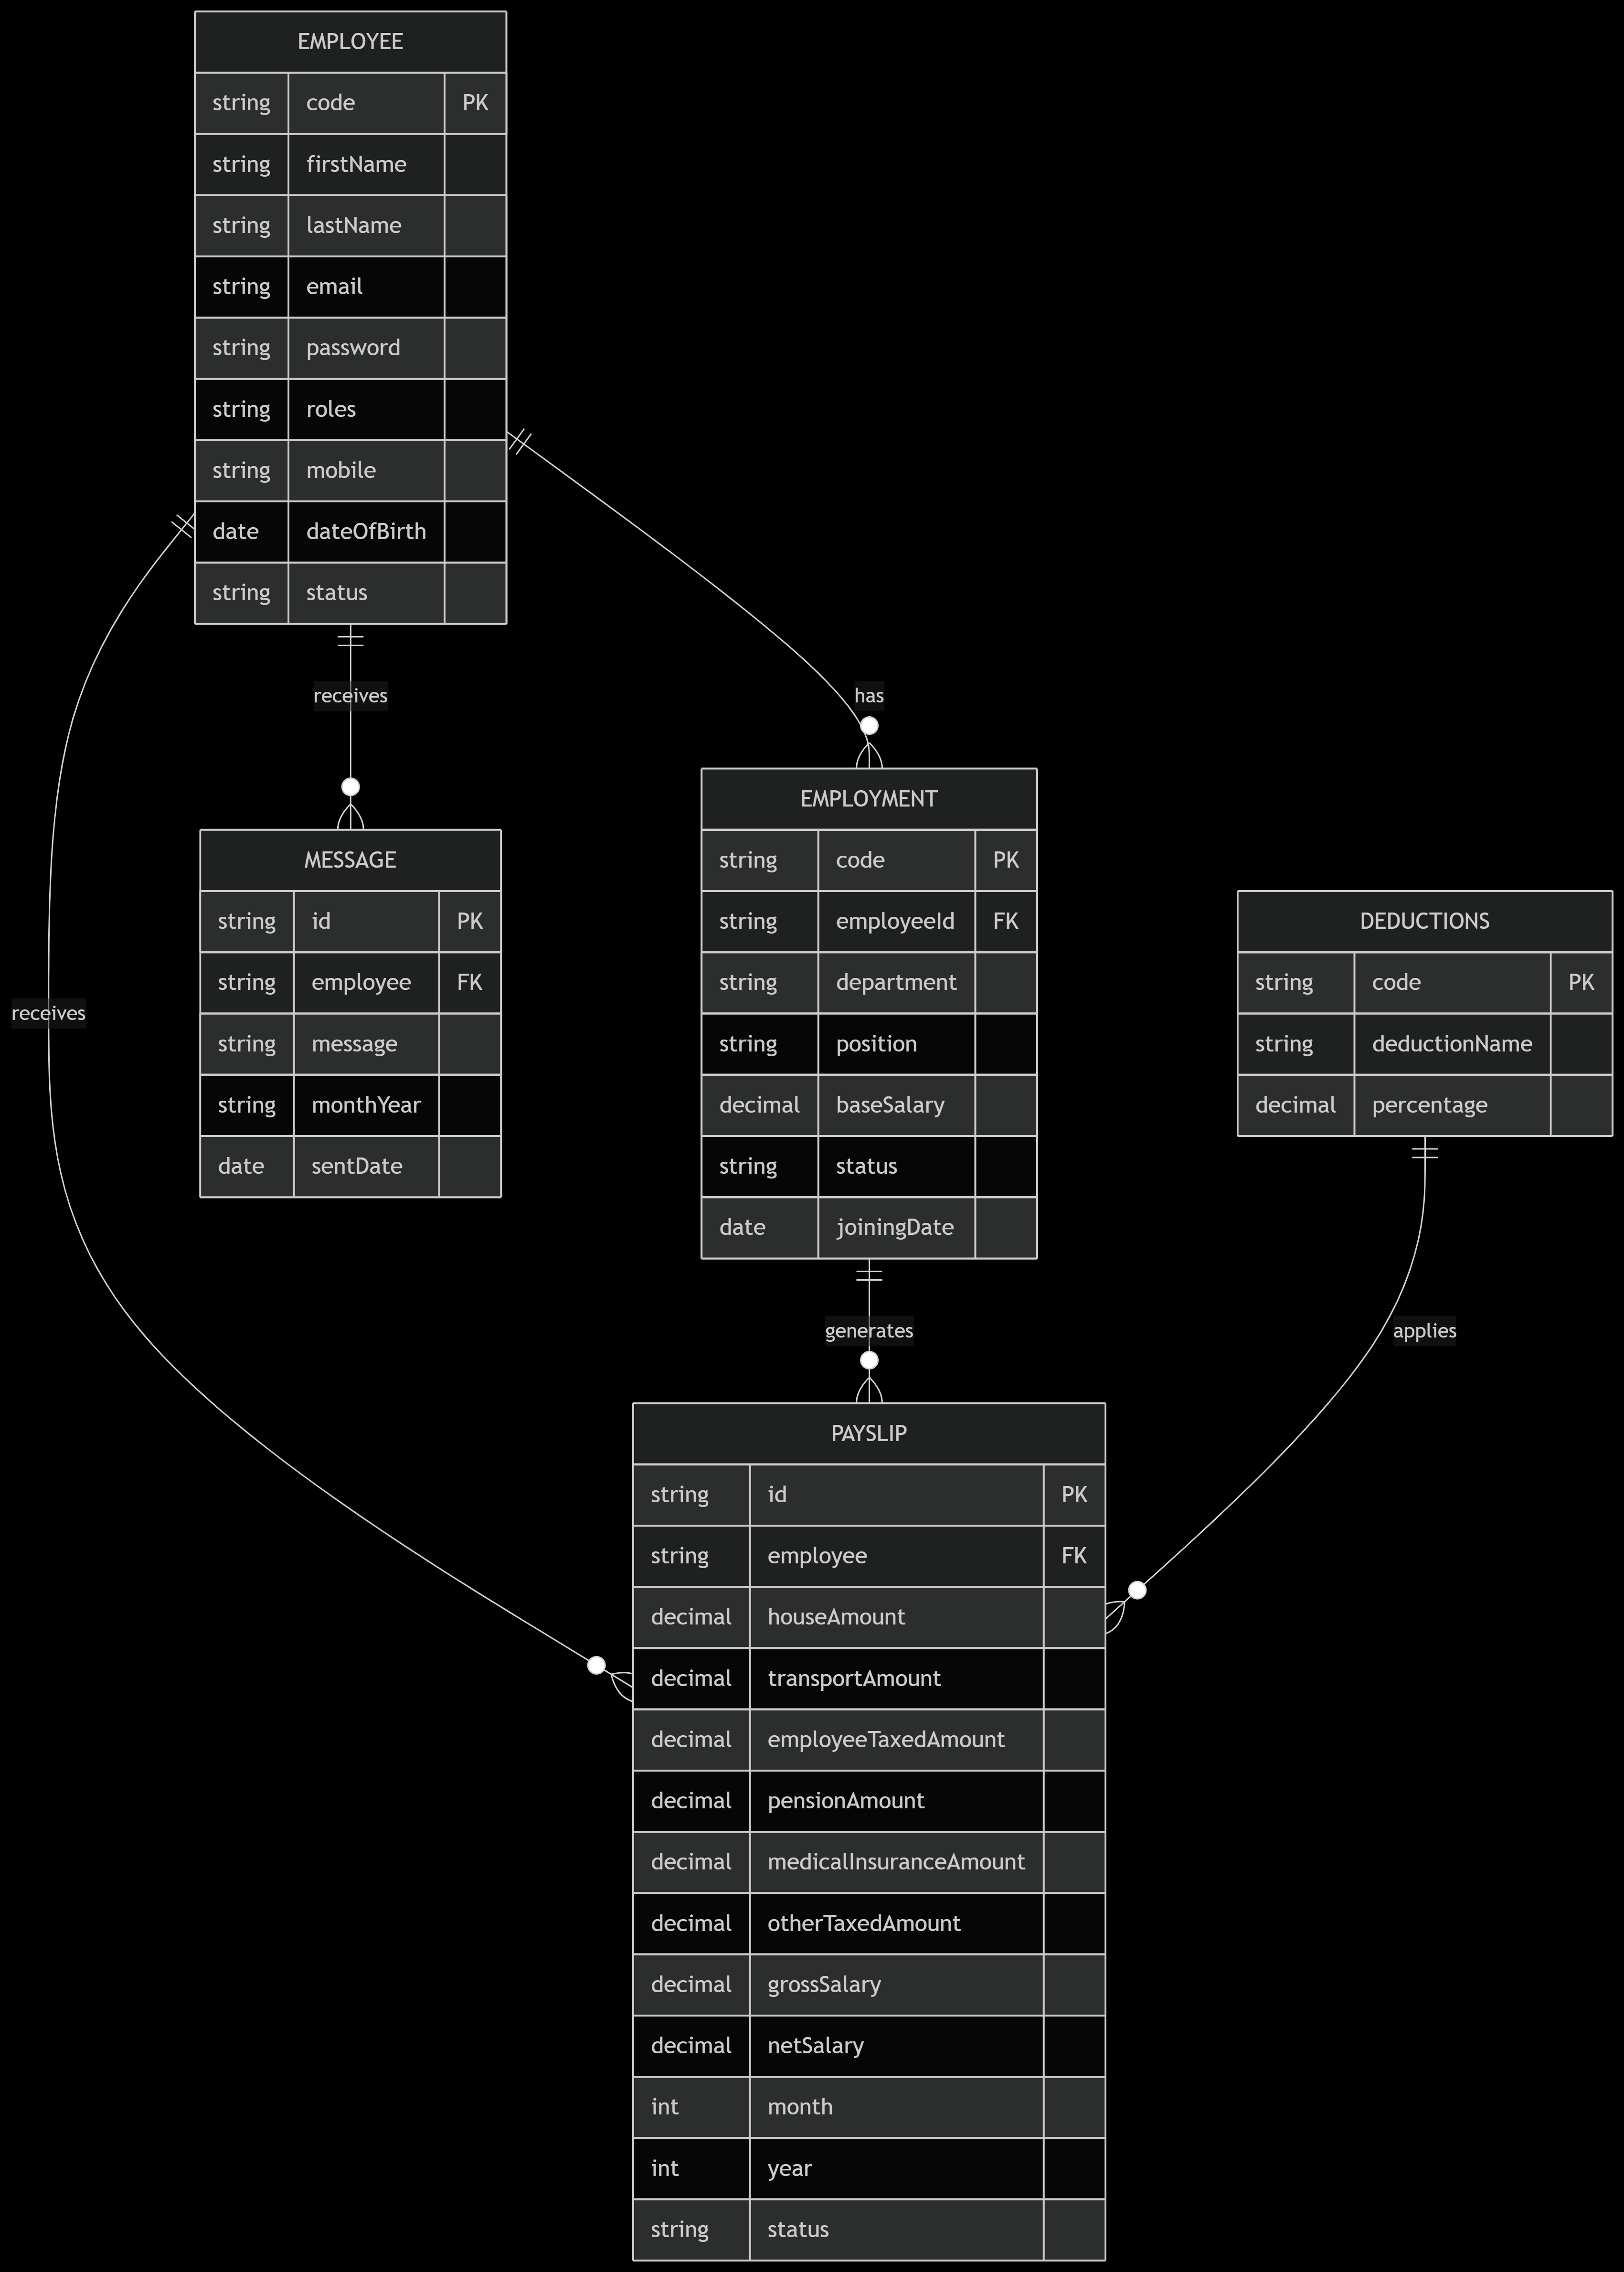 EMPLOYEE
string code PK
string firstName
string lastName
string email
string password
string roles
string mobile
date dateOfBirth
string status
receives
has
MESSAGE
string id PK
string employee FK
string message
string monthYear
date sentDate
EMPLOYMENT
string code PK
string employeeId FK
string department
string position
decimal baseSalary
string status
date joiningDate
DEDUCTIONS
string code PK
string deductionName
decimal percentage
receives
generates
applies
PAYSLIP
string id PK
string employee FK
decimal houseAmount
decimal transportAmount
decimal employeeTaxedAmount
decimal pensionAmount
decimal medicalInsuranceAmount
decimal otherTaxedAmount
decimal grossSalary
decimal netSalary
int month
int year
string status